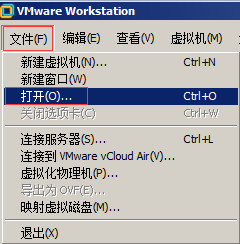 VMware Workstation
文件(F) 编辑(E) 查看(V) 虚拟机(M)
新建虚拟机(N)... Ctrl+N
新建窗口(W)
打开(O)... Ctrl+O
关闭选项卡(C) Ctrl+W
连接服务器(S)... Ctrl+L
连接到 VMware vCloud Air(V)...
虚拟化物理机(P)...
导出为 OVF(E)...
映射虚拟磁盘(M)...
退出(X)